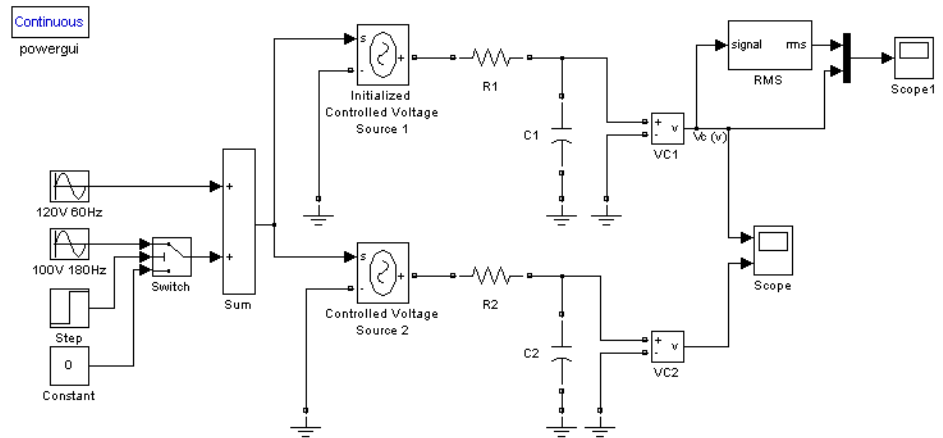 Continuous
powergui
s
-
+
Initialized
Controlled Voltage
Source 1
R1
C1
+
-
v
VC1
Vc (v)
signal
rms
RMS
Scope1
120V 60Hz
100V 180Hz
Switch
Step
0
Constant
+
+
Sum
s
-
+
Controlled Voltage
Source 2
R2
C2
+
-
v
VC2
Scope